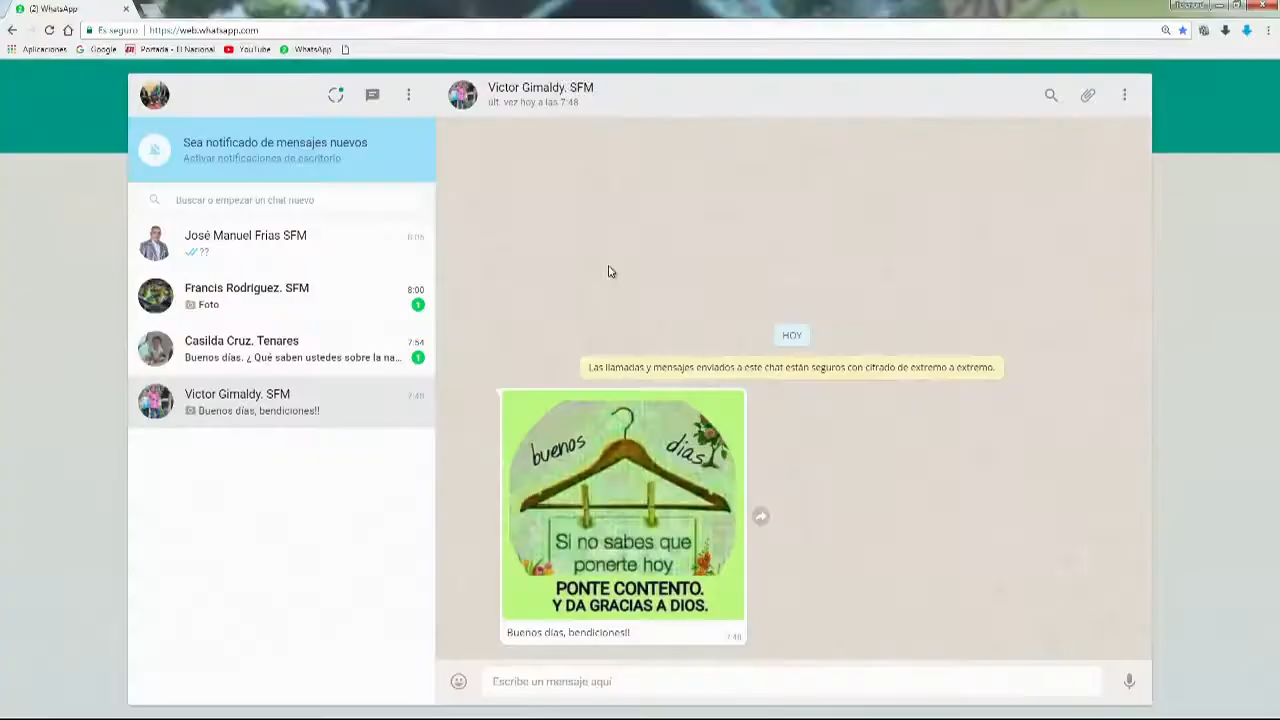 (2) WhatsApp
Es seguro | https://web.whatsapp.com
Aplicaciones Google Portada - El Nacional YouTube WhatsApp
Victor Gimaldy. SFM
últ. vez hoy a las 7:48
Sea notificado de mensajes nuevos
Activar notificaciones de escritorio
Buscar o empezar un chat nuevo
José Manuel Frias SFM
8:05
??
Francis Rodriguez. SFM
8:00
Foto
1
Casilda Cruz. Tenares
7:54
Buenos días. ¿ Qué saben ustedes sobre la na...
1
Victor Gimaldy. SFM
7:48
Buenos días, bendiciones!!
HOY
Las llamadas y mensajes enviados a este chat están seguros con cifrado de extremo a extremo.
buenos dias
Si no sabes que
ponerte hoy
PONTE CONTENTO.
Y DA GRACIAS A DIOS.
Buenos días, bendiciones!!
7:48
Escribe un mensaje aquí